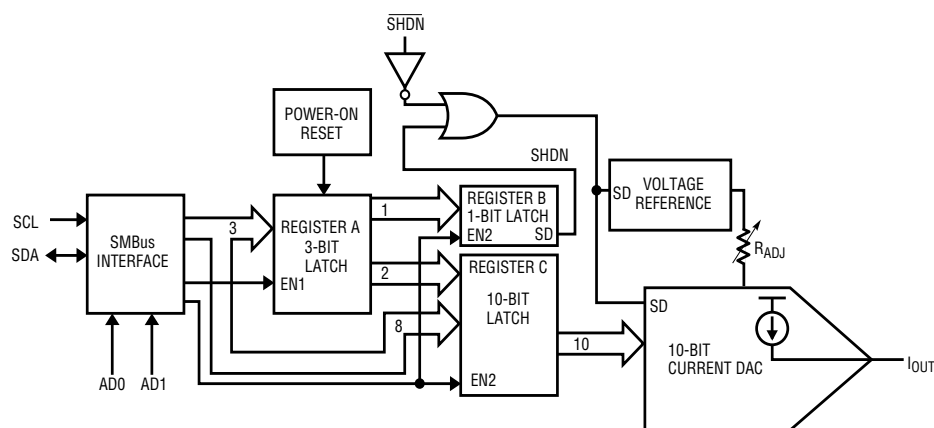 SHDN
POWER-ON
RESET
SHDN
VOLTAGE
REFERENCE
SD
REGISTER B
1-BIT LATCH
SD
EN2
1
3
SCL
SDA
SMBus
INTERFACE
REGISTER A
3-BIT
LATCH
EN1
RADJ
2
REGISTER C
10-BIT
LATCH
EN2
8
10
SD
10-BIT
CURRENT DAC
IOUT
AD0
AD1